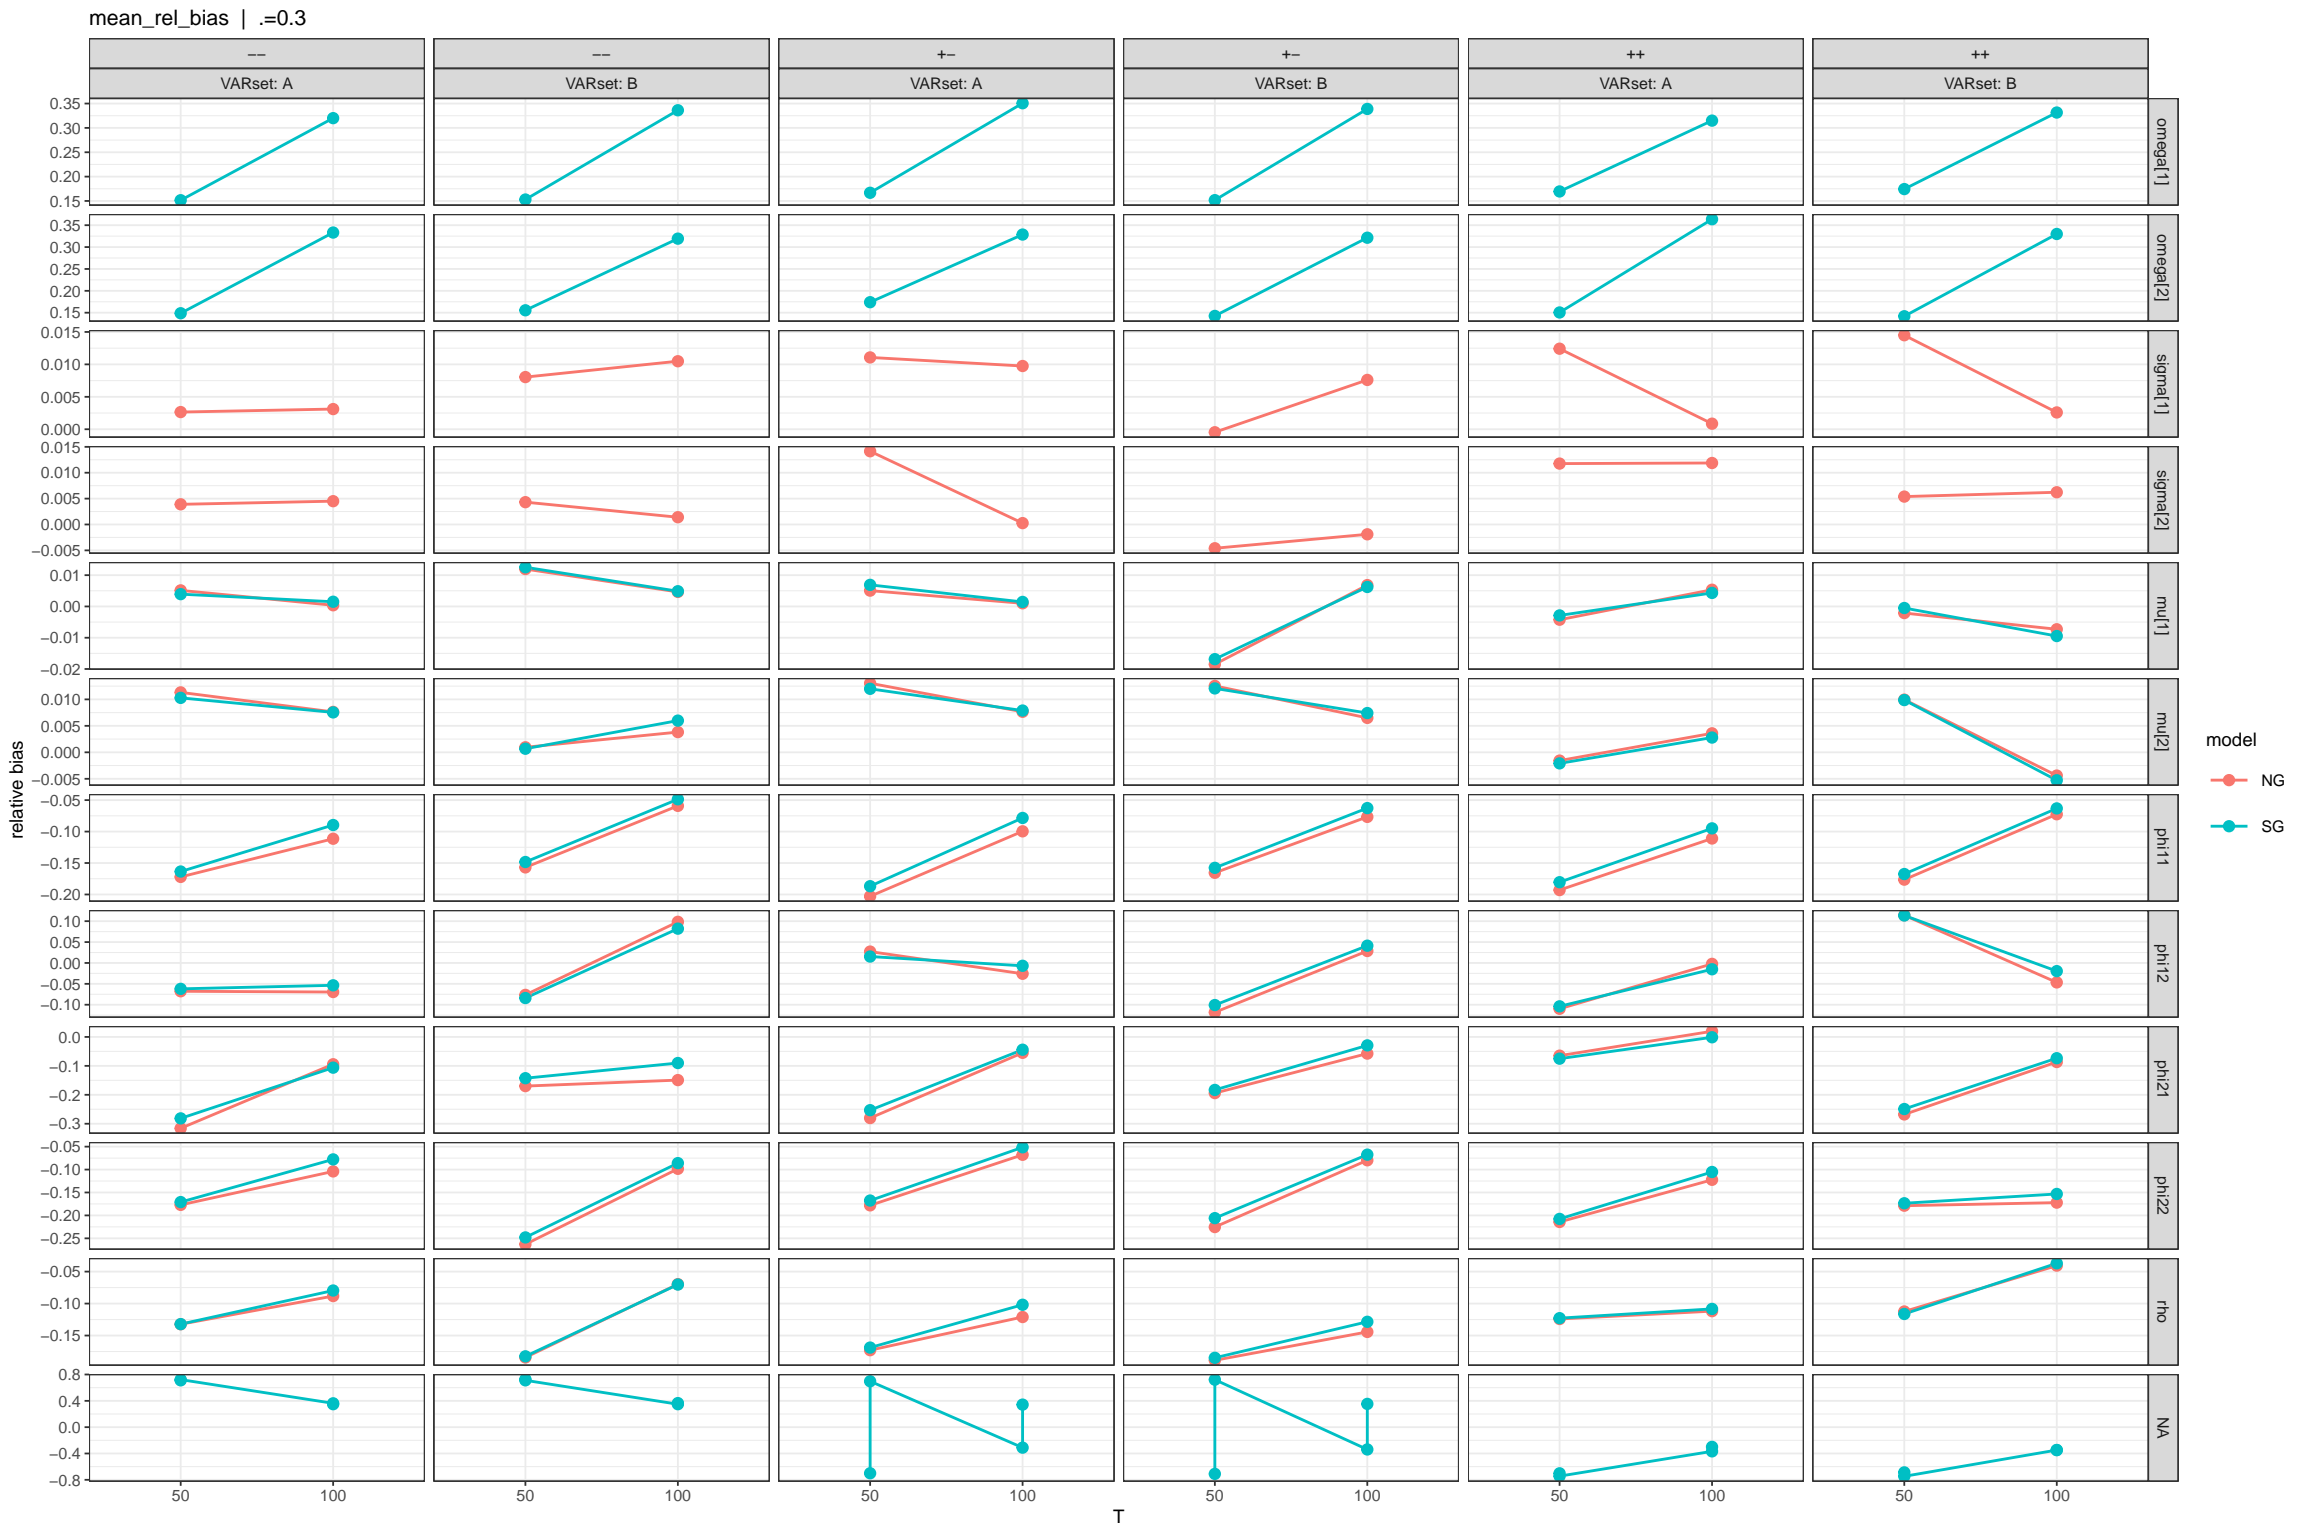 mean_rel_bias | .=0.3
−− −− +− +− ++ ++
VARset: A VARset: B VARset: A VARset: B VARset: A VARset: B
0.35
0.30
0.25
0.20
0.15
omega[1]
0.35
0.30
0.25
0.20
0.15
omega[2]
0.015
0.010
0.005
0.000
sigma[1]
0.015
0.010
0.005
0.000
−0.005
sigma[2]
0.01
0.00
−0.01
−0.02
mu[1]
0.010
0.005
0.000
−0.005
mu[2]
−0.05
−0.10
−0.15
−0.20
phi11
0.10
0.05
0.00
−0.05
−0.10
phi12
0.0
−0.1
−0.2
−0.3
phi21
−0.05
−0.10
−0.15
−0.20
−0.25
phi22
−0.05
−0.10
−0.15
rho
0.8
0.4
0.0
−0.4
−0.8
NA
50 100 50 100 50 100 50 100 50 100 50 100
T
relative bias
model
NG
SG